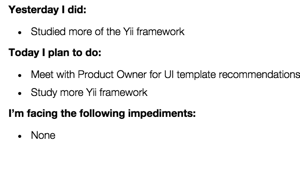 Yesterday I did:
• Studied more of the Yii framework
Today I plan to do:
• Meet with Product Owner for UI template recommendations
• Study more Yii framework
I'm facing the following impediments:
• None